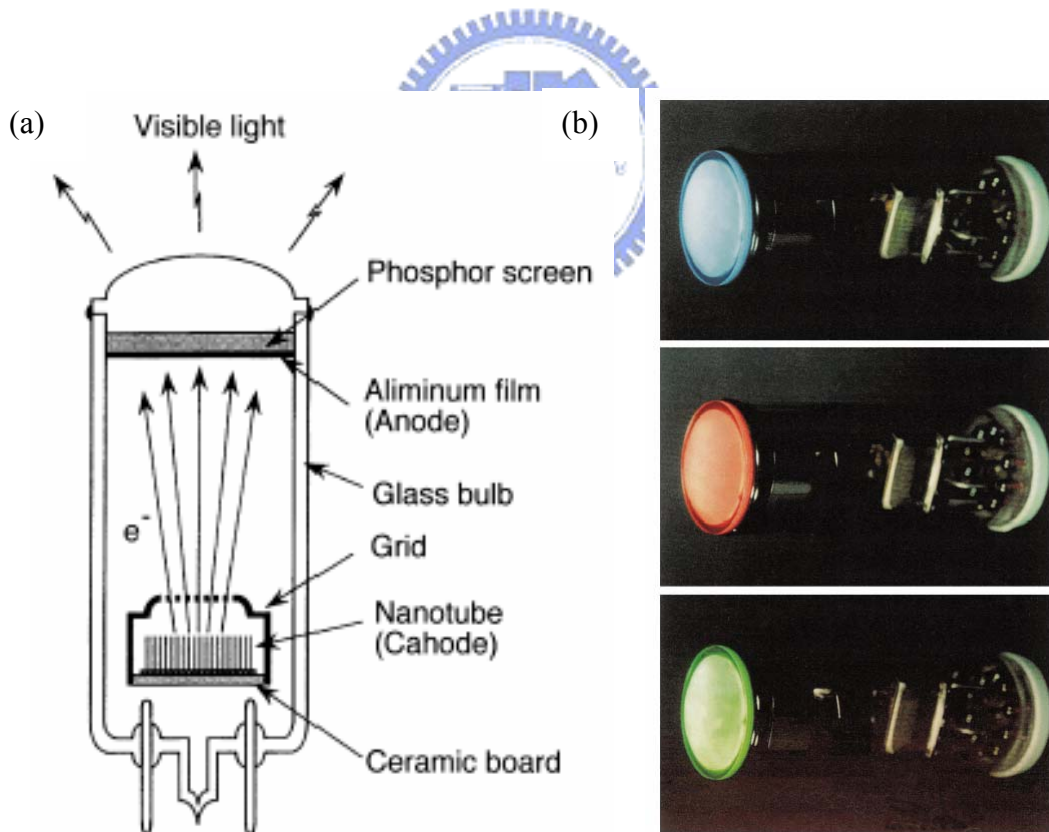 (a)
Visible light
Phosphor screen
Aliminum film
(Anode)
Glass bulb
e-
Grid
Nanotube
(Cahode)
Ceramic board
(b)